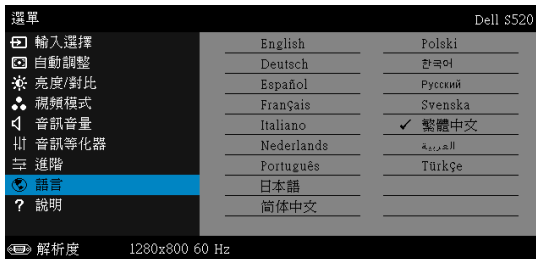 選單 Dell S520
輸入選擇
自動調整
亮度/對比
視頻模式
音訊音量
音訊等化器
進階
語言
? 說明
English Polski
Deutsch 한국어
Español Русский
Français Svenska
Italiano ✓ 繁體中文
Nederlands العربية
Português Türkçe
日本語
简体中文
解析度 1280x800 60 Hz